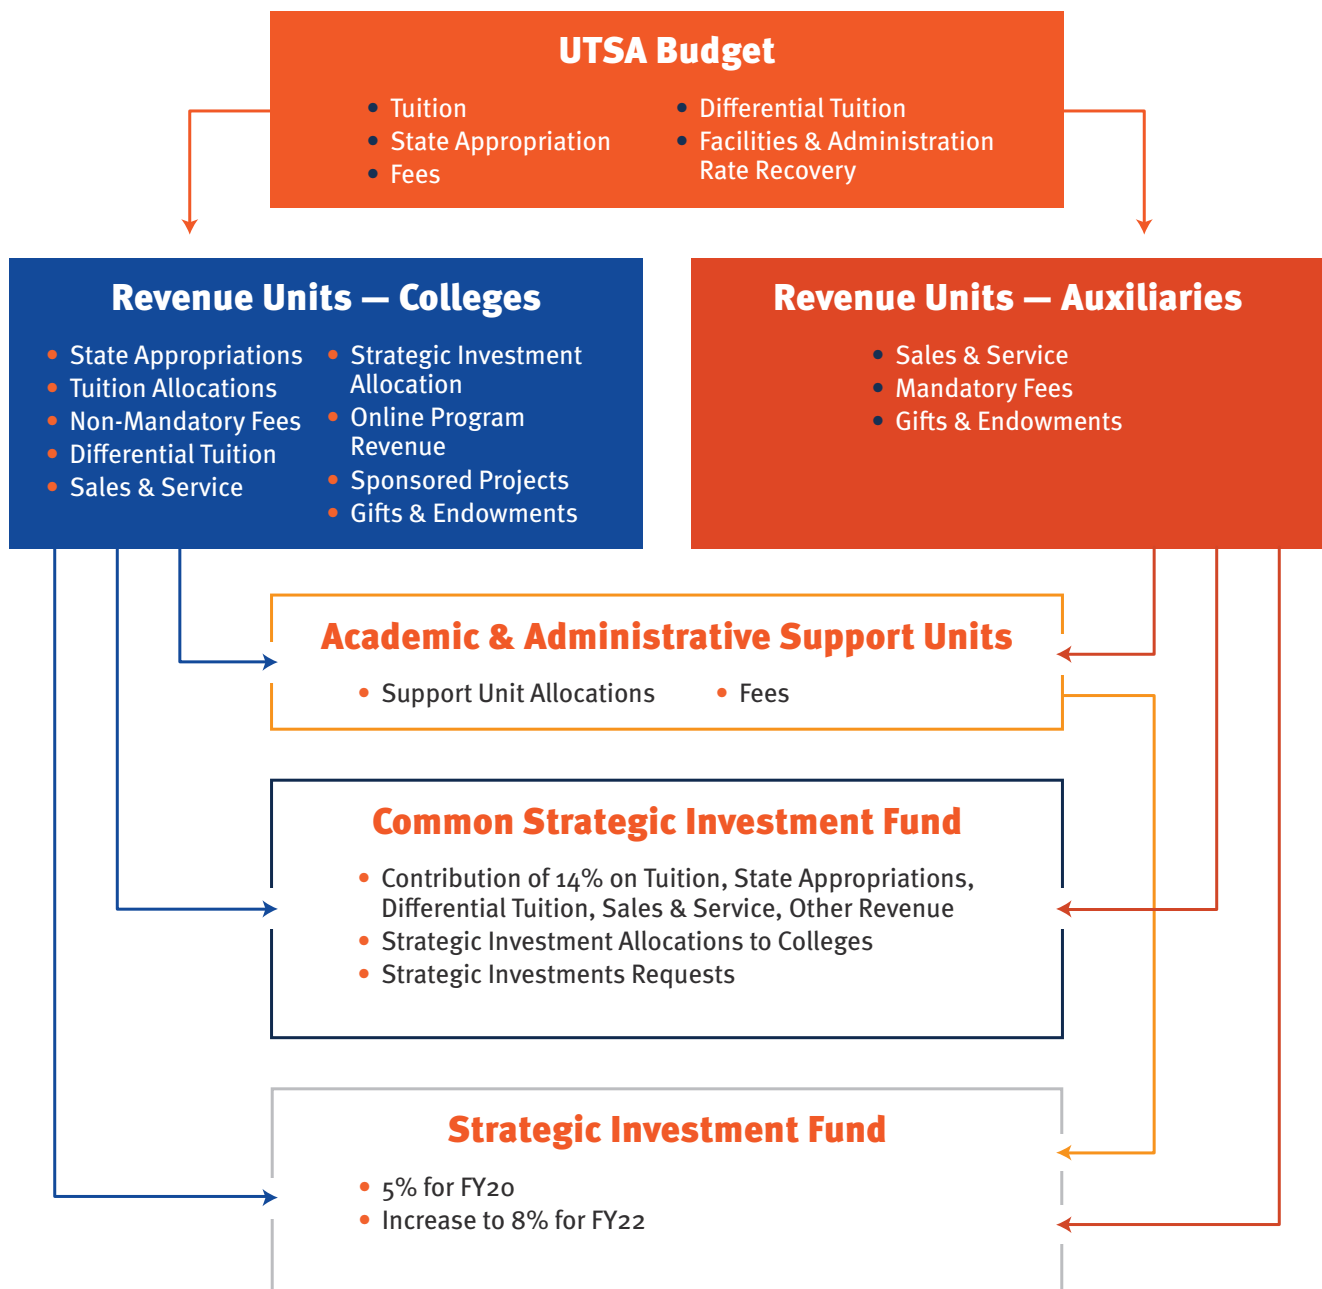 UTSA Budget
• Tuition
• State Appropriation
• Fees
• Differential Tuition
• Facilities & Administration
Rate Recovery
Revenue Units — Colleges
• State Appropriations
• Tuition Allocations
• Non-Mandatory Fees
• Differential Tuition
• Sales & Service
• Strategic Investment
Allocation
• Online Program
Revenue
• Sponsored Projects
• Gifts & Endowments
Revenue Units — Auxiliaries
• Sales & Service
• Mandatory Fees
• Gifts & Endowments
Academic & Administrative Support Units
• Support Unit Allocations
• Fees
Common Strategic Investment Fund
• Contribution of 14% on Tuition, State Appropriations,
Differential Tuition, Sales & Service, Other Revenue
• Strategic Investment Allocations to Colleges
• Strategic Investments Requests
Strategic Investment Fund
• 5% for FY20
• Increase to 8% for FY22